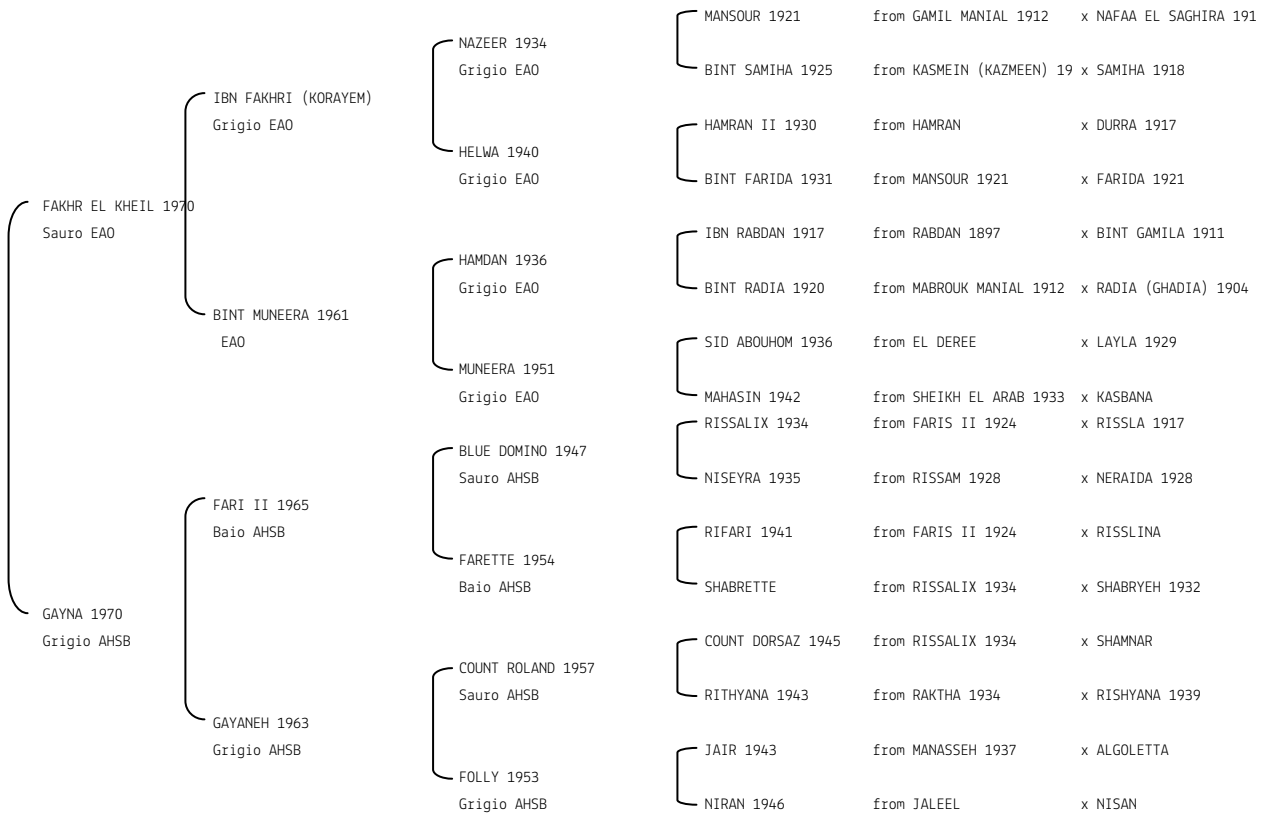 MANSOUR 1921 from GAMIL MANIAL 1912 x NAFAA EL SAGHIRA 191
NAZEER 1934
Grigio EAO BINT SAMIHA 1925 from KASMEIN (KAZMEEN) 19 x SAMIHA 1918
IBN FAKHRI (KORAYEM)
Grigio EAO HAMRAN II 1930 from HAMRAN x DURRA 1917
HELWA 1940
Grigio EAO BINT FARIDA 1931 from MANSOUR 1921 x FARIDA 1921
FAKHR EL KHEIL 1970
Sauro EAO IBN RABDAN 1917 from RABDAN 1897 x BINT GAMILA 1911
HAMDAN 1936
Grigio EAO BINT RADIA 1920 from MABROUK MANIAL 1912 x RADIA (GHADIA) 1904
BINT MUNEERA 1961
EAO SID ABOUHOM 1936 from EL DEREE x LAYLA 1929
MUNEERA 1951
Grigio EAO MAHASIN 1942 from SHEIKH EL ARAB 1933 x KASBANA
RISSALIX 1934 from FARIS II 1924 x RISSLA 1917
BLUE DOMINO 1947
Sauro AHSB NISEYRA 1935 from RISSAM 1928 x NERAIDA 1928
FARI II 1965
Baio AHSB RIFARI 1941 from FARIS II 1924 x RISSLINA
FARETTE 1954
Baio AHSB SHABRETTE from RISSALIX 1934 x SHABRYEH 1932
GAYNA 1970
Grigio AHSB COUNT DORSAZ 1945 from RISSALIX 1934 x SHAMNAR
COUNT ROLAND 1957
Sauro AHSB RITHYANA 1943 from RAKTHA 1934 x RISHYANA 1939
GAYANEH 1963
Grigio AHSB JAIR 1943 from MANASSEH 1937 x ALGOLETTA
FOLLY 1953
Grigio AHSB NIRAN 1946 from JALEEL x NISAN